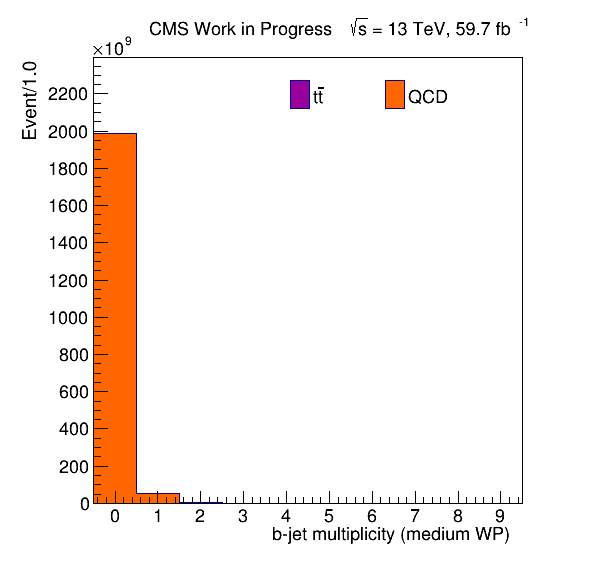 CMS Work in Progress √s = 13 TeV, 59.7 fb⁻¹
×10⁹
Event/1.0
tt̄
QCD
2200
2000
1800
1600
1400
1200
1000
800
600
400
200
0
0 1 2 3 4 5 6 7 8 9
b-jet multiplicity (medium WP)